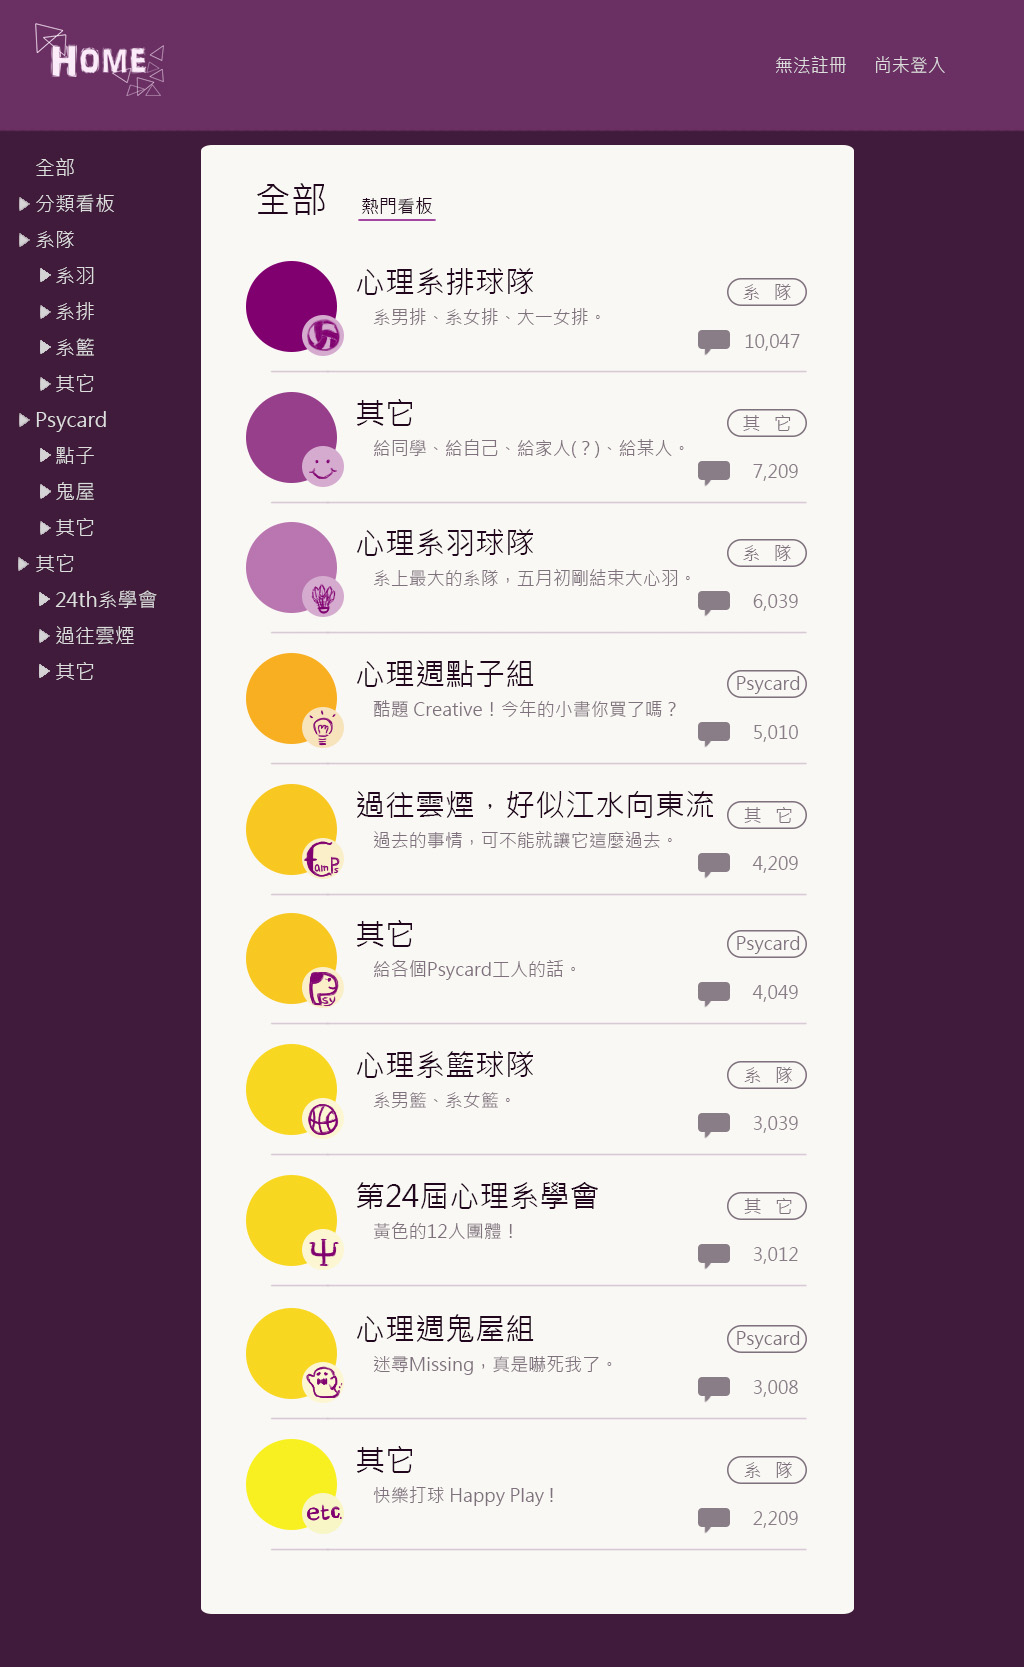 HOME
無法註冊 尚未登入
全部
分類看板
系隊
系羽
系排
系籃
其它
Psycard
點子
鬼屋
其它
其它
24th系學會
過往雲煙
其它
全部 熱門看板
心理系排球隊
系隊
系男排、系女排、大一女排。
10,047
其它
其它
給同學、給自己、給家人(？)、給某人。
7,209
心理系羽球隊
系隊
系上最大的系隊，五月初剛結束大心羽。
6,039
心理週點子組
Psycard
酷題 Creative！今年的小書你買了嗎？
5,010
過往雲煙，好似江水向東流
其它
過去的事情，可不能就讓它這麼過去。
4,209
其它
Psycard
給各個Psycard工人的話。
Psy
4,049
心理系籃球隊
系隊
系男籃、系女籃。
3,039
第24屆心理系學會
其它
黃色的12人團體！
Ψ
3,012
心理週鬼屋組
Psycard
迷尋Missing，真是嚇死我了。
3,008
其它
系隊
快樂打球 Happy Play！
etc.
2,209